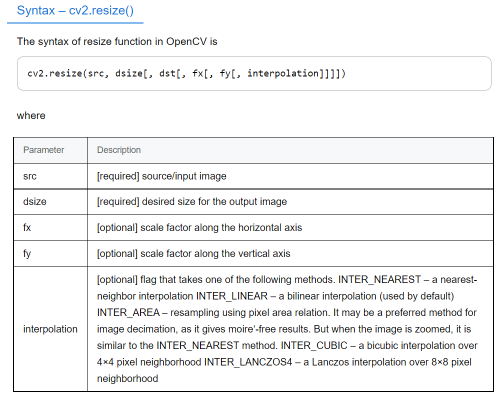 Syntax – cv2.resize()
The syntax of resize function in OpenCV is
cv2.resize(src, dsize[, dst[, fx[, fy[, interpolation]]]])
where
Parameter Description
src [required] source/input image
dsize [required] desired size for the output image
fx [optional] scale factor along the horizontal axis
fy [optional] scale factor along the vertical axis
interpolation
[optional] flag that takes one of the following methods. INTER_NEAREST – a nearest-
neighbor interpolation INTER_LINEAR – a bilinear interpolation (used by default)
INTER_AREA – resampling using pixel area relation. It may be a preferred method for
image decimation, as it gives moire’-free results. But when the image is zoomed, it is
similar to the INTER_NEAREST method. INTER_CUBIC – a bicubic interpolation over
4×4 pixel neighborhood INTER_LANCZOS4 – a Lanczos interpolation over 8×8 pixel
neighborhood